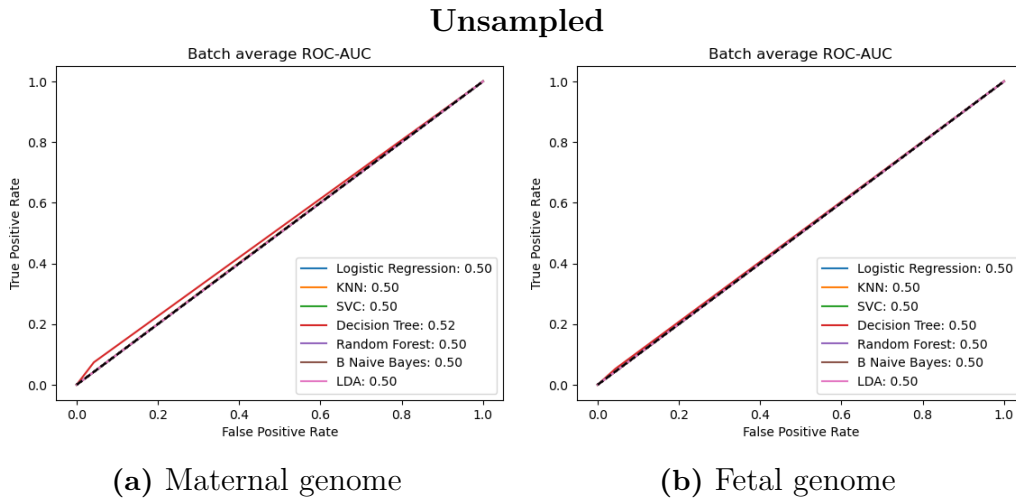 Unsampled
Batch average ROC-AUC
True Positive Rate
1.0
0.8
0.6
0.4
0.2
0.0
Logistic Regression: 0.50
KNN: 0.50
SVC: 0.50
Decision Tree: 0.52
Random Forest: 0.50
B Naive Bayes: 0.50
LDA: 0.50
0.0 0.2 0.4 0.6 0.8 1.0
False Positive Rate
(a) Maternal genome
Batch average ROC-AUC
True Positive Rate
1.0
0.8
0.6
0.4
0.2
0.0
Logistic Regression: 0.50
KNN: 0.50
SVC: 0.50
Decision Tree: 0.50
Random Forest: 0.50
B Naive Bayes: 0.50
LDA: 0.50
0.0 0.2 0.4 0.6 0.8 1.0
False Positive Rate
(b) Fetal genome